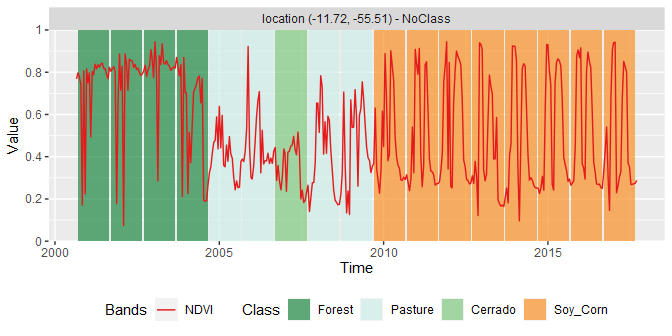 location (-11.72, -55.51) - NoClass
1
0.8
0.6
0.4
0.2
0
Value
2000 2005 2010 2015
Time
Bands NDVI Class Forest Pasture Cerrado Soy_Corn